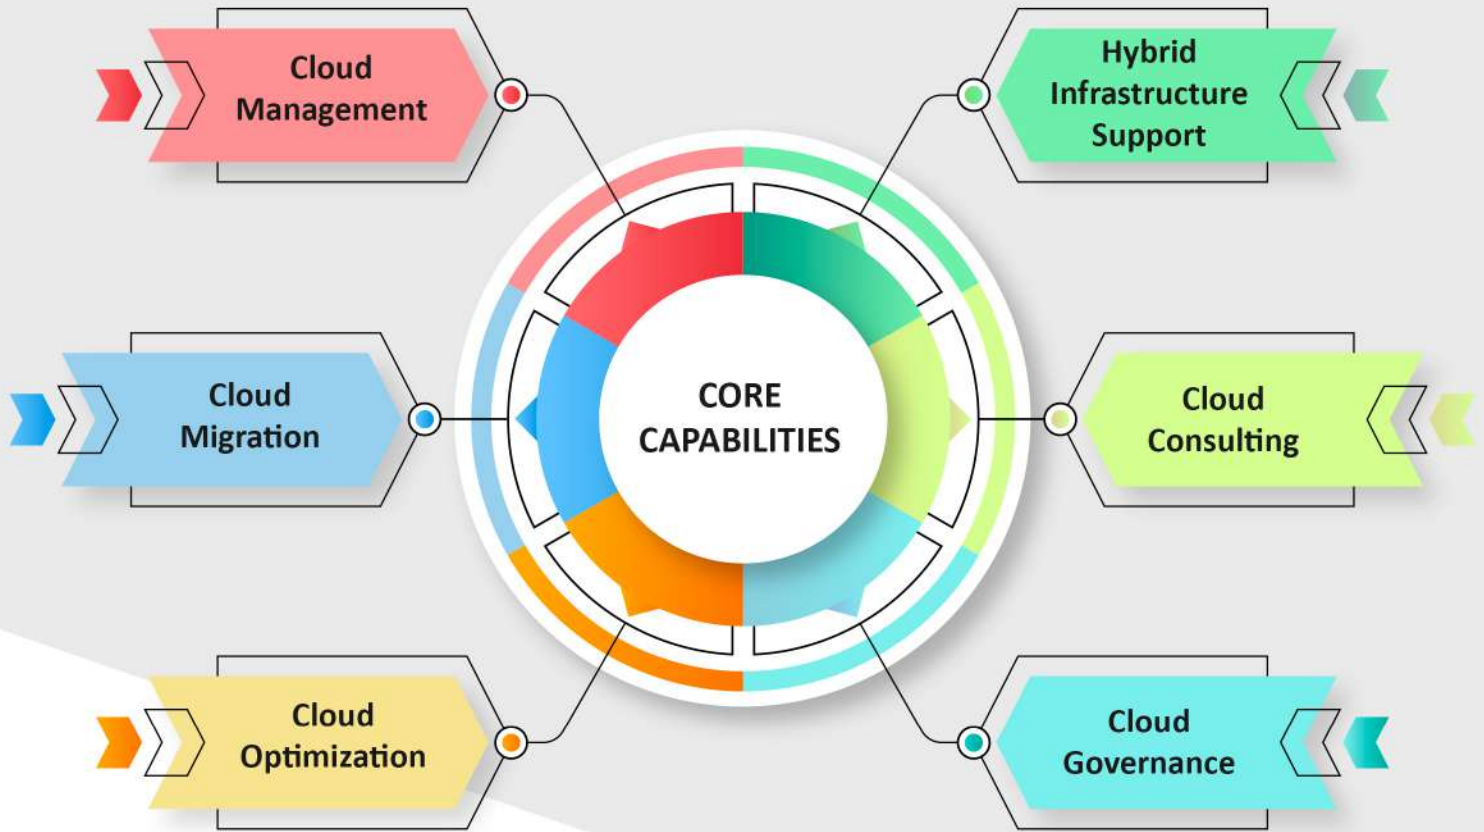 Cloud
Management
Hybrid
Infrastructure
Support
CORE
CAPABILITIES
Cloud
Migration
Cloud
Consulting
Cloud
Optimization
Cloud
Governance